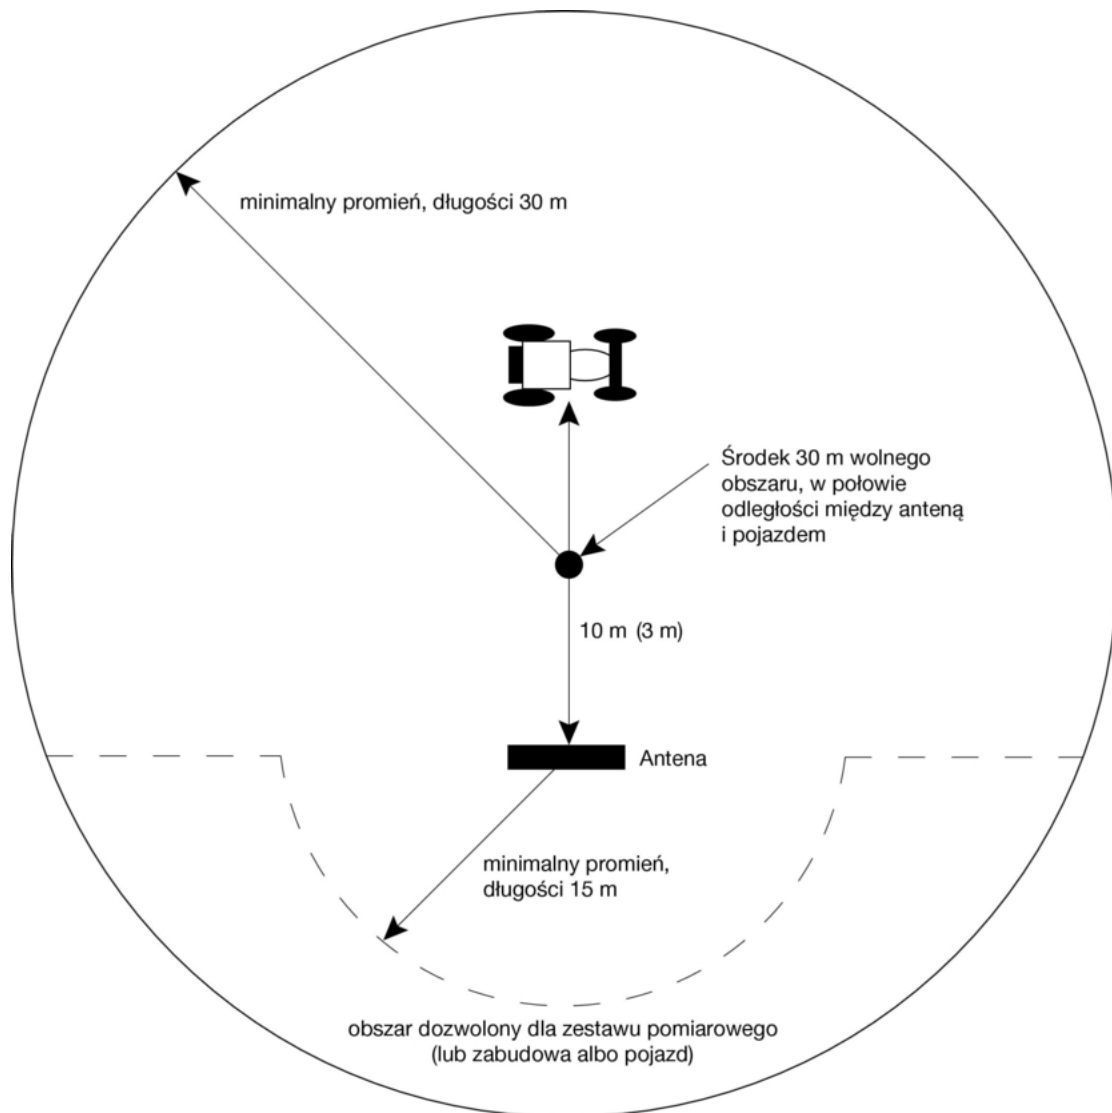 minimalny promień, długości 30 m
Środek 30 m wolnego
obszaru, w połowie
odległości między anteną
i pojazdem
10 m (3 m)
Antena
minimalny promień,
długości 15 m
obszar dozwolony dla zestawu pomiarowego
(lub zabudowa albo pojazd)